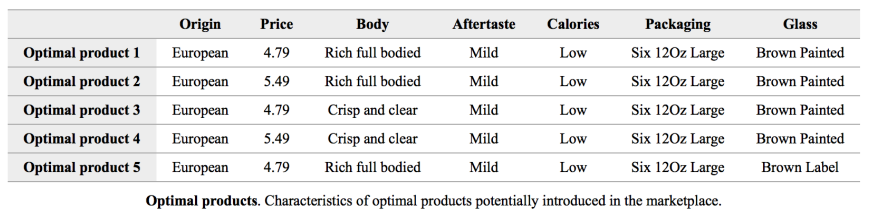 Origin Price Body Aftertaste Calories Packaging Glass
Optimal product 1 European 4.79 Rich full bodied Mild Low Six 12Oz Large Brown Painted
Optimal product 2 European 5.49 Rich full bodied Mild Low Six 12Oz Large Brown Painted
Optimal product 3 European 4.79 Crisp and clear Mild Low Six 12Oz Large Brown Painted
Optimal product 4 European 5.49 Crisp and clear Mild Low Six 12Oz Large Brown Painted
Optimal product 5 European 4.79 Rich full bodied Mild Low Six 12Oz Large Brown Label
Optimal products. Characteristics of optimal products potentially introduced in the marketplace.